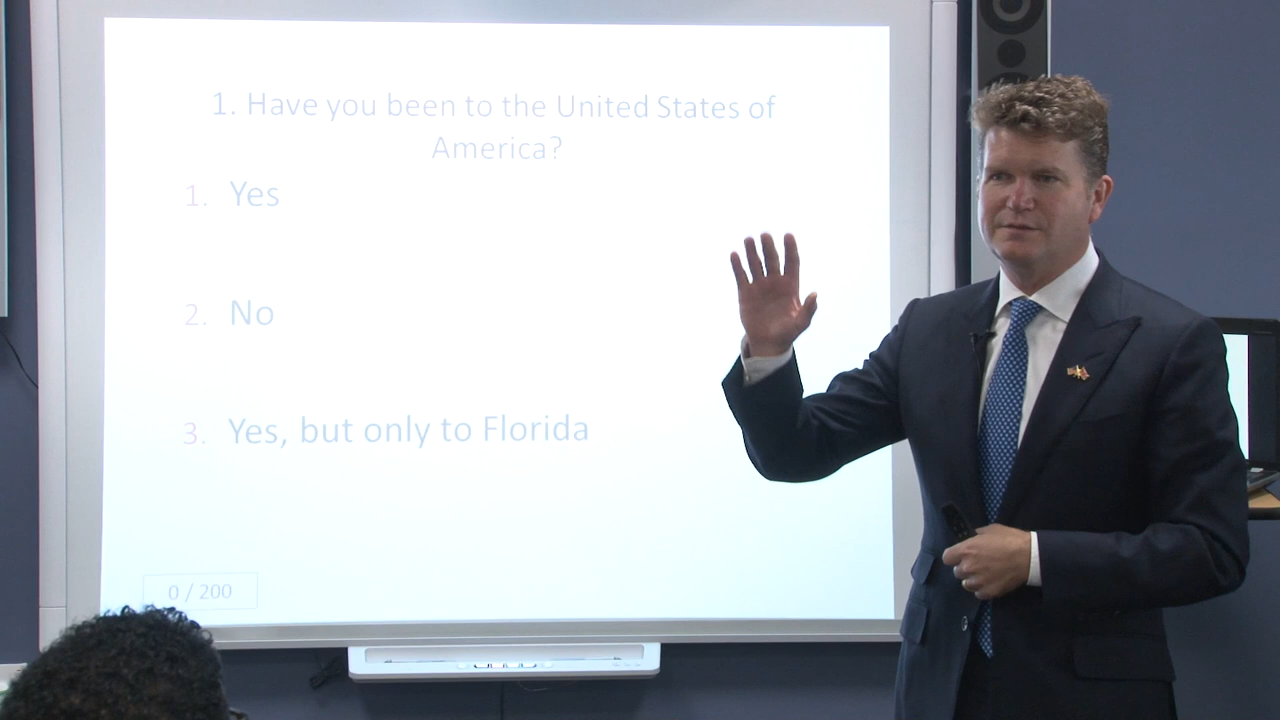 1. Have you been to the United States of
America?
1. Yes
2. No
3. Yes, but only to Florida
0 / 200